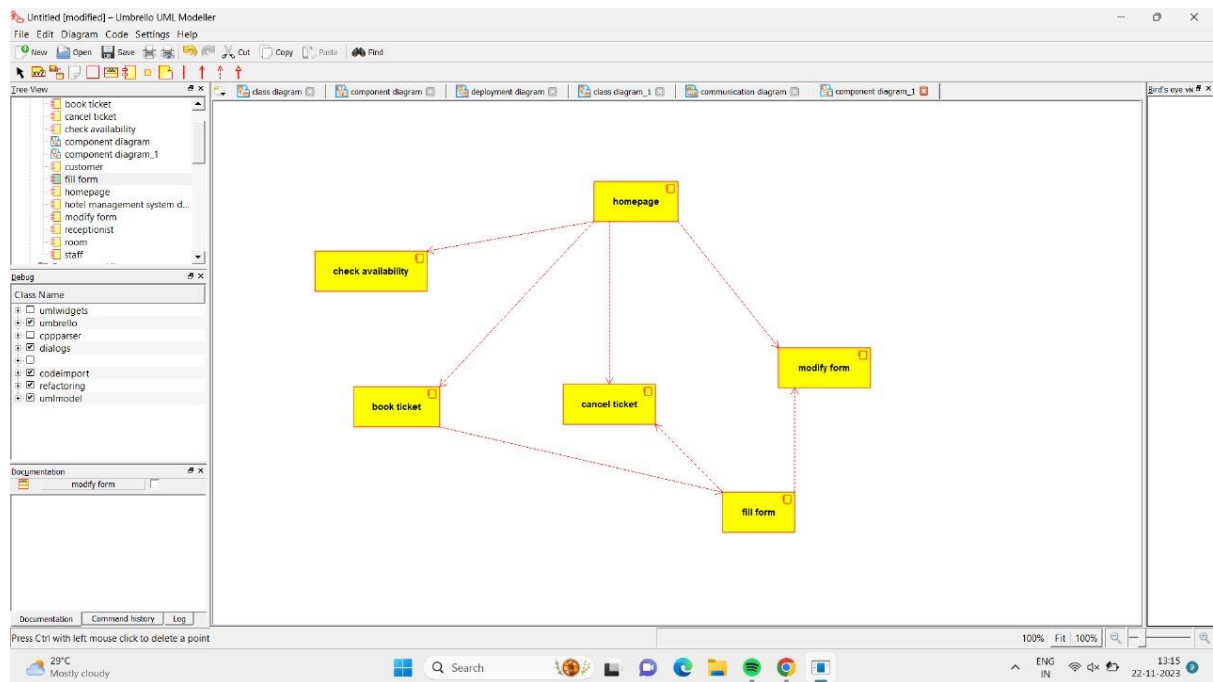 Untitled [modified] – Umbrello UML Modeller
File Edit Diagram Code Settings Help
New Open Save Cut Copy Paste Find
Tree View
class diagram component diagram deployment diagram class diagram_1 communication diagram component diagram_1
Bird's eye vie
book ticket
cancel ticket
check availability
component diagram
component diagram_1
customer
fill form
homepage
hotel management system d...
modify form
receptionist
room
staff
homepage
check availability
modify form
book ticket
cancel ticket
fill form
Debug
Class Name
umlwidgets
umbrello
cppparser
dialogs
codeimport
refactoring
umlmodel
Documentation
modify form
Documentation Command history Log
Press Ctrl with left mouse click to delete a point
100% Fit 100%
29°C
Mostly cloudy
Search
ENG
IN
13:15
22-11-2023
9